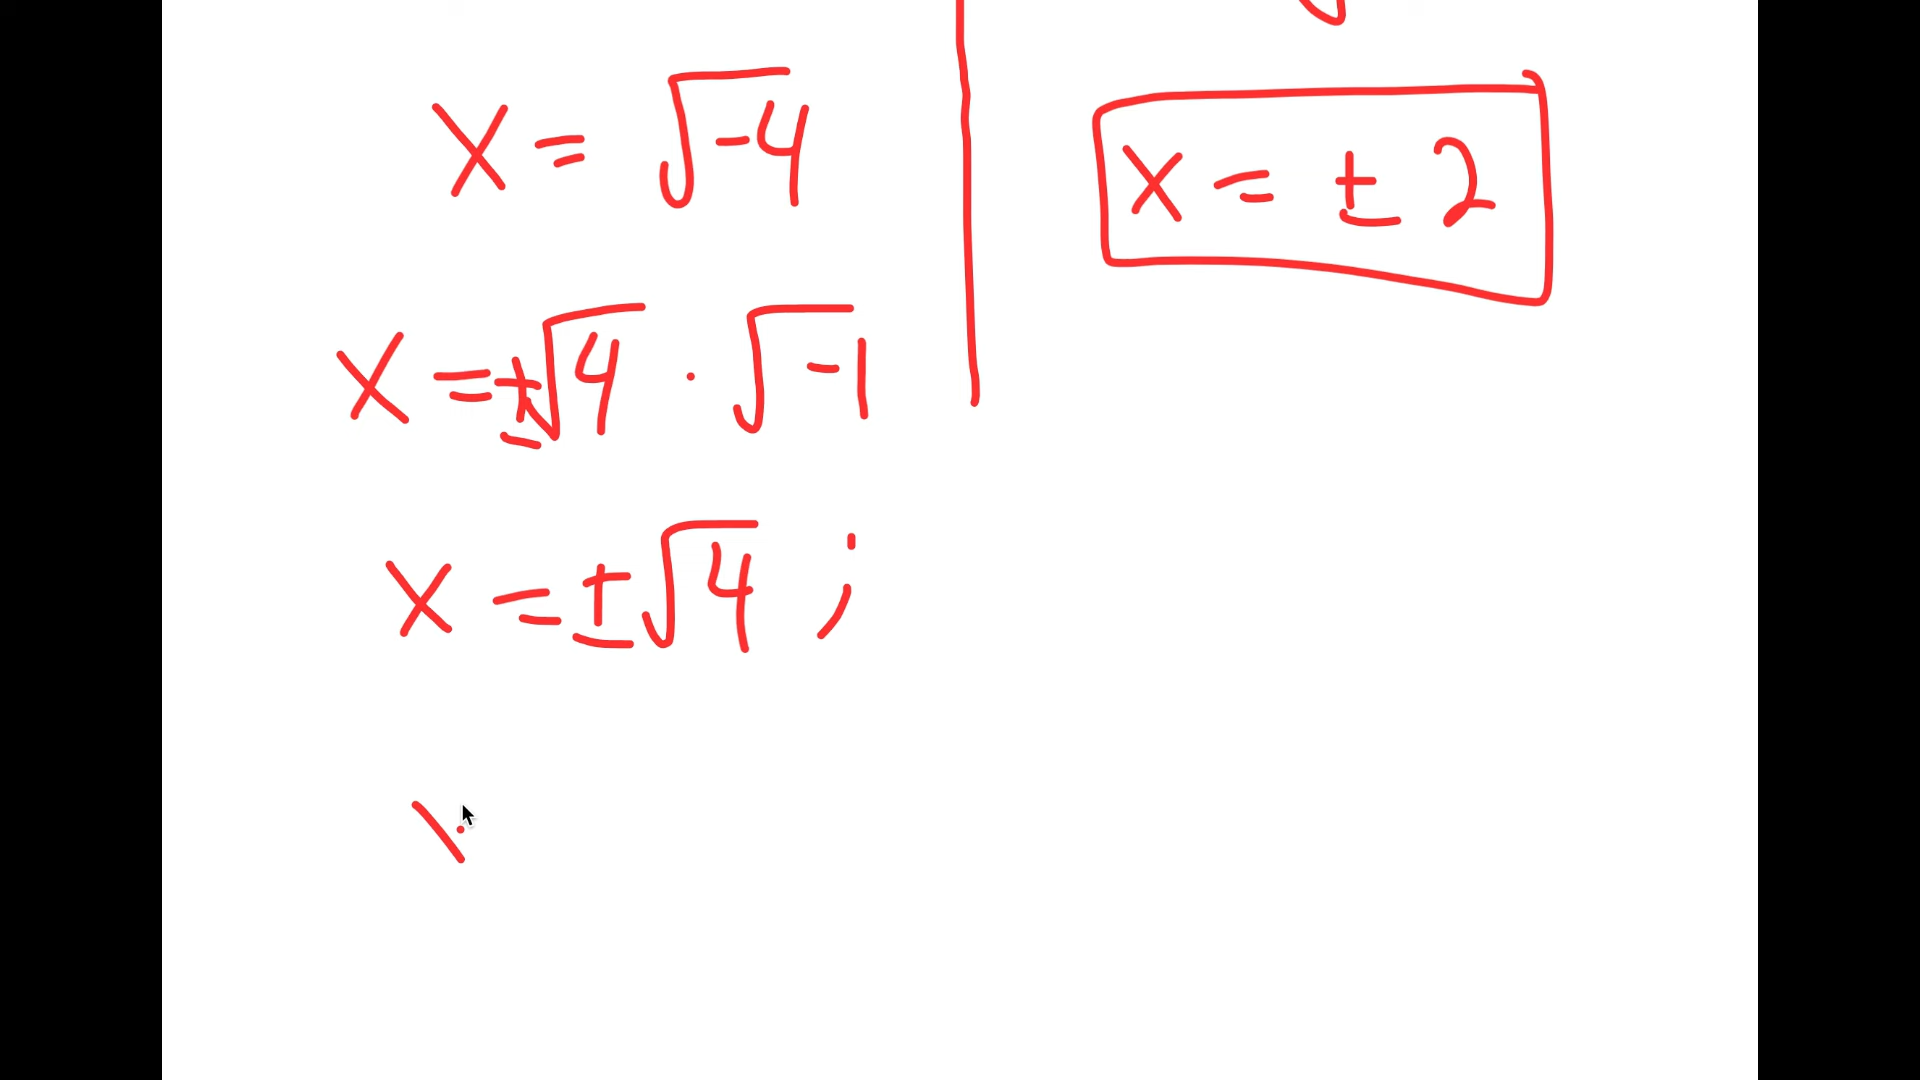 x = √-4
x = ±√4 · √-1
x = ±√4 i
x = ± 2